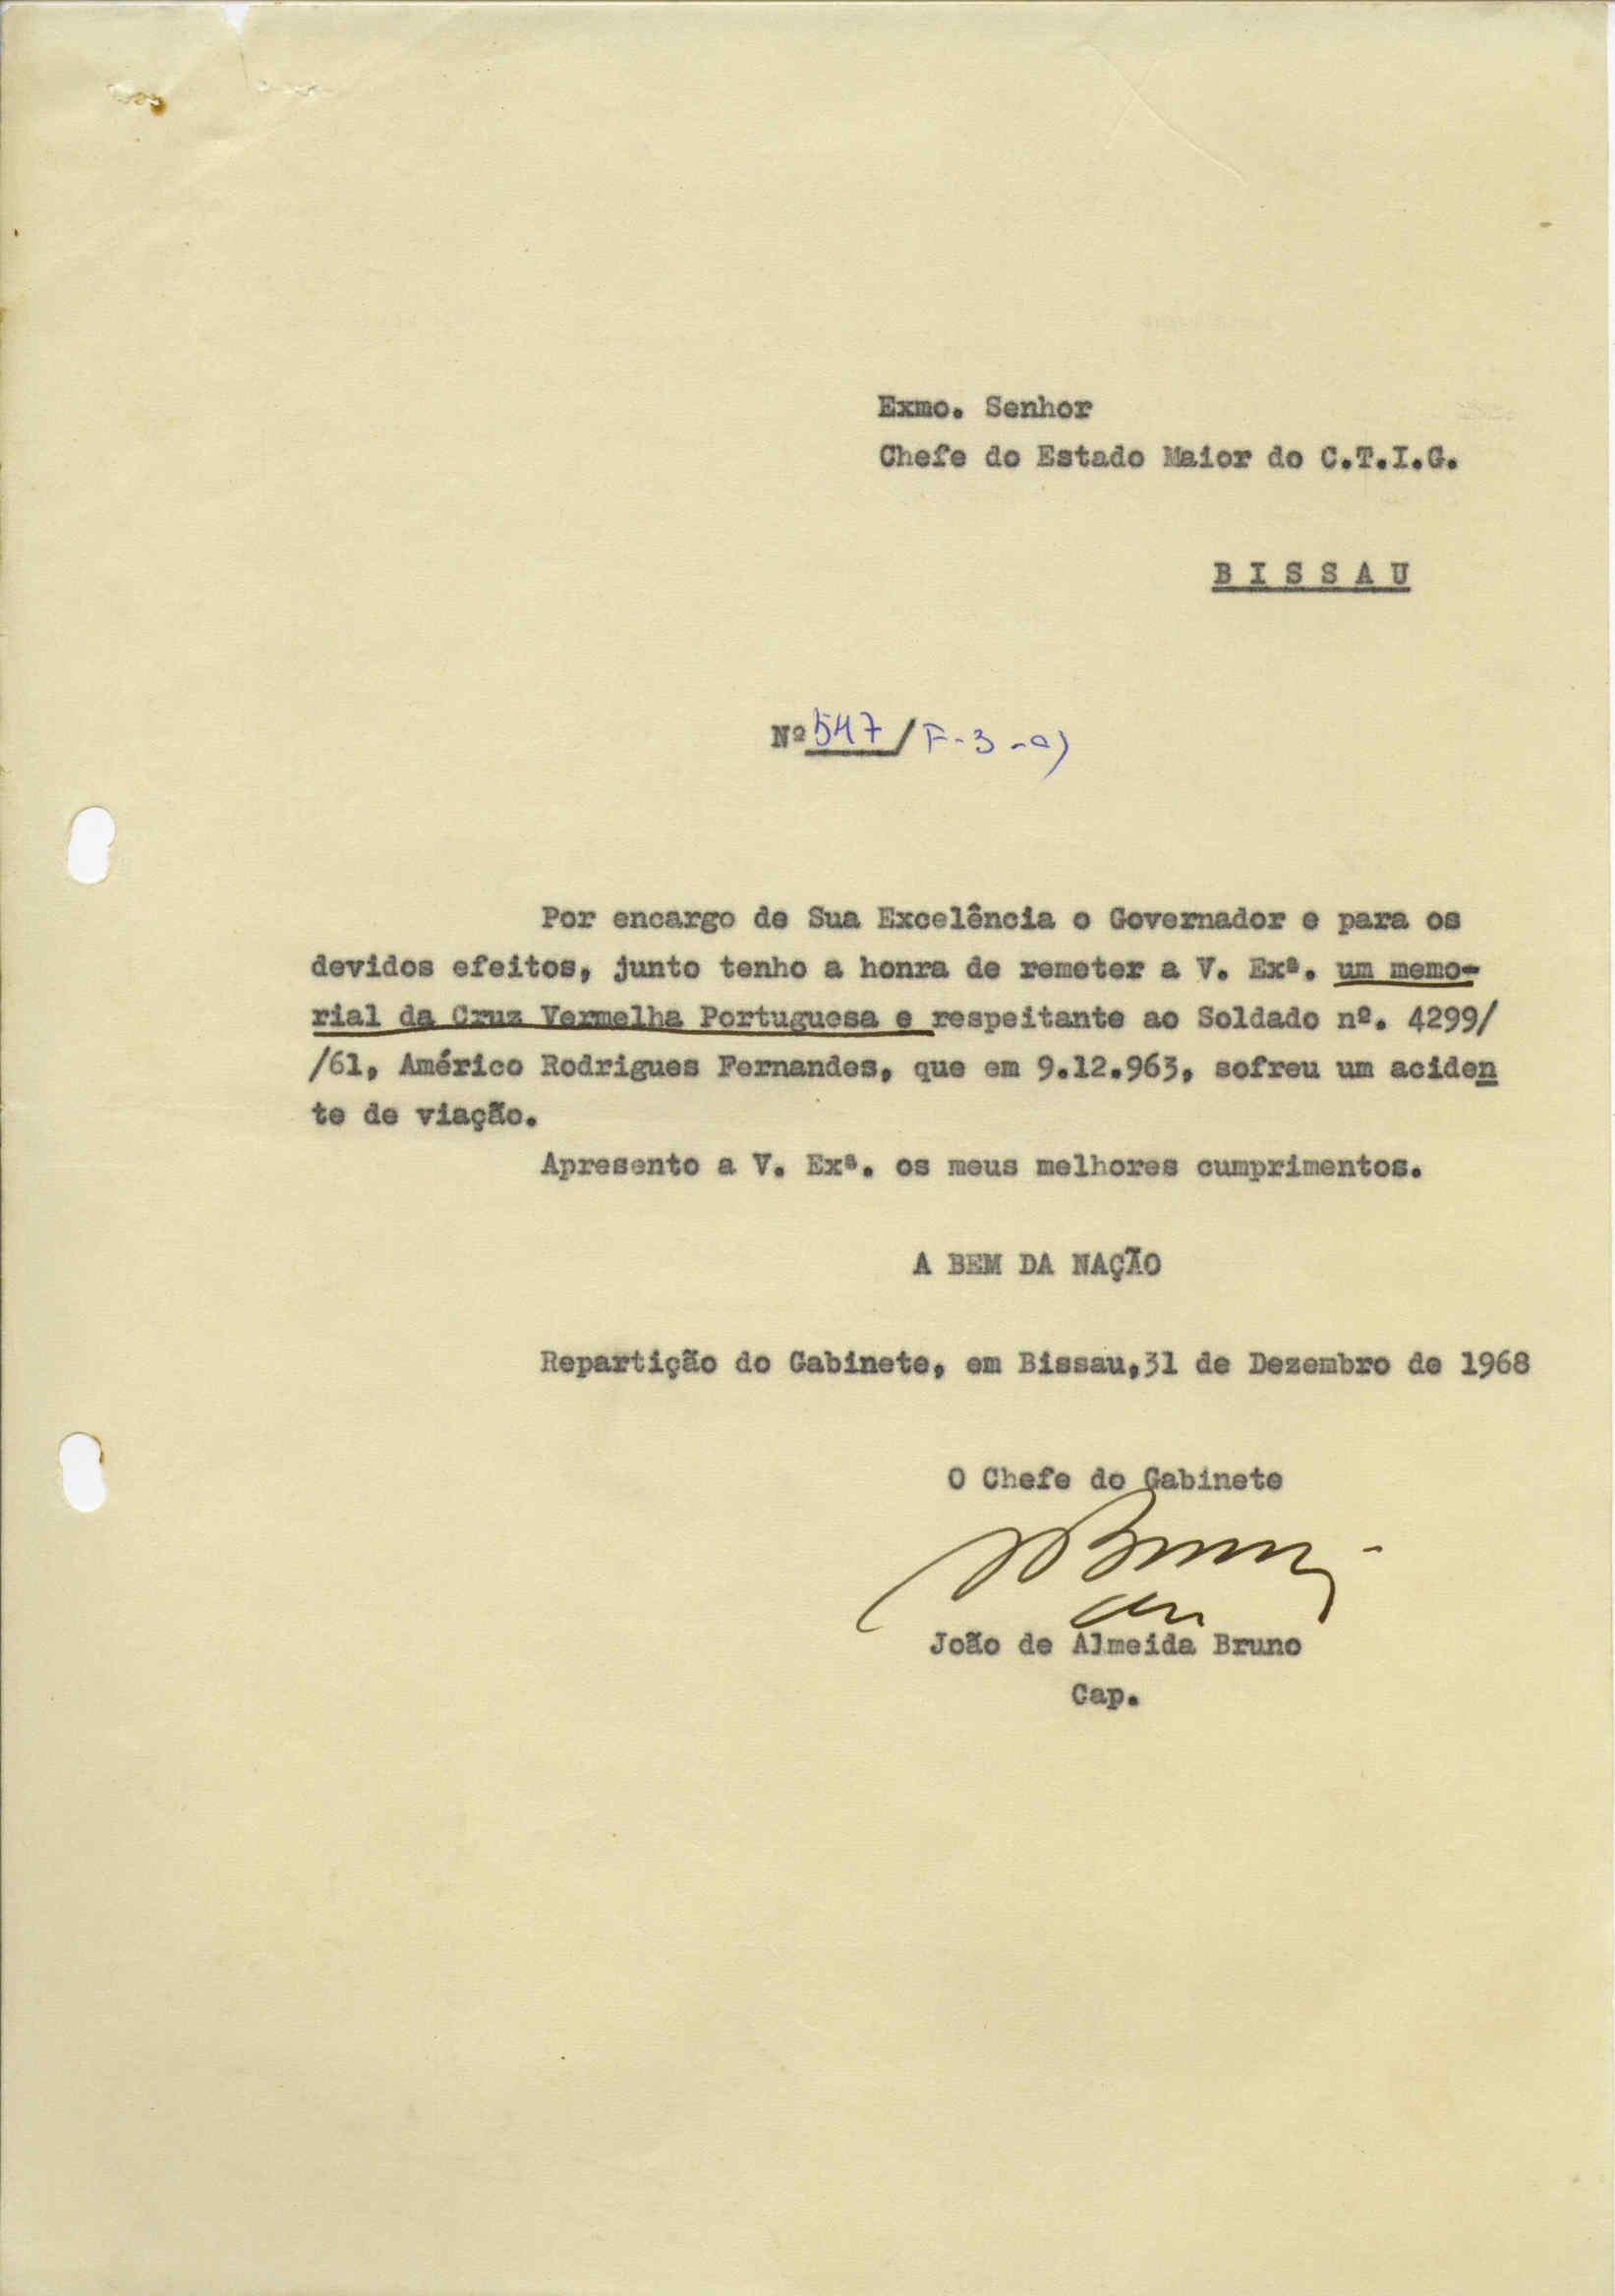 Exmo. Senhor
Chefe do Estado Maior do C.T.I.G.
B I S S A U
Nº 547 / F-3-a)
Por encargo de Sua Excelência o Governador e para os
devidos efeitos, junto tenho a honra de remeter a V. Exª. um memo-
rial da Cruz Vermelha Portuguesa e respeitante ao Soldado nº. 4299/
/61, Américo Rodrigues Fernandes, que em 9.12.963, sofreu um aciden
te de viação.
Apresento a V. Exª. os meus melhores cumprimentos.
A BEM DA NAÇÃO
Repartição do Gabinete, em Bissau,31 de Dezembro de 1968
O Chefe do Gabinete
Bruno
João de Almeida Bruno
Cap.